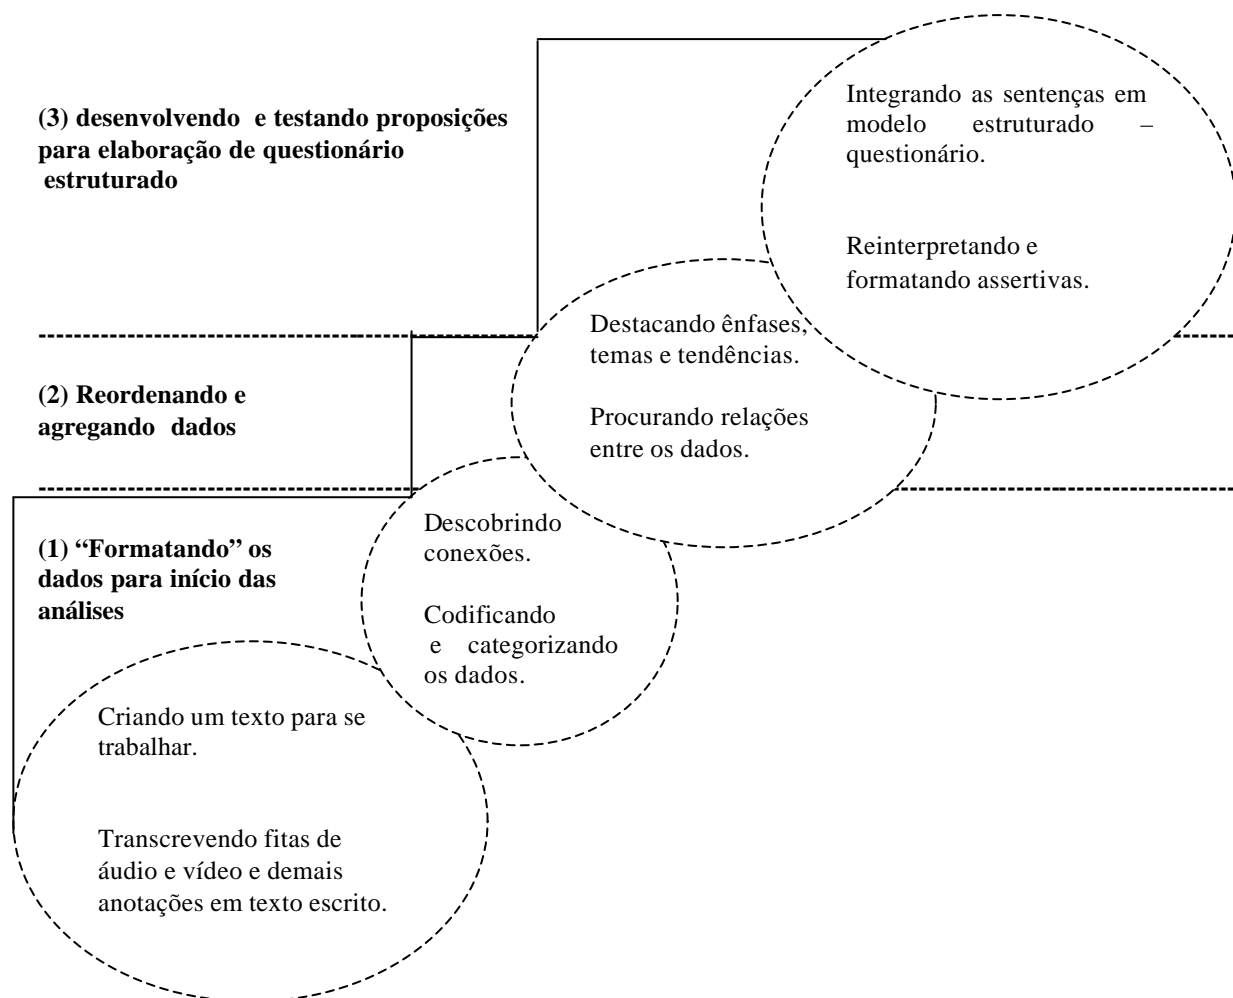 (3) desenvolvendo e testando proposições
para elaboração de questionário
estruturado
Integrando as sentenças em
modelo estruturado –
questionário.
Reinterpretando e
formatando assertivas.
(2) Reordenando e
agregando dados
Destacando ênfases,
temas e tendências.
Procurando relações
entre os dados.
(1) “Formatando” os
dados para início das
análises
Descobrindo
conexões.
Codificando
e categorizando
os dados.
Criando um texto para se
trabalhar.
Transcrevendo fitas de
áudio e vídeo e demais
anotações em texto escrito.